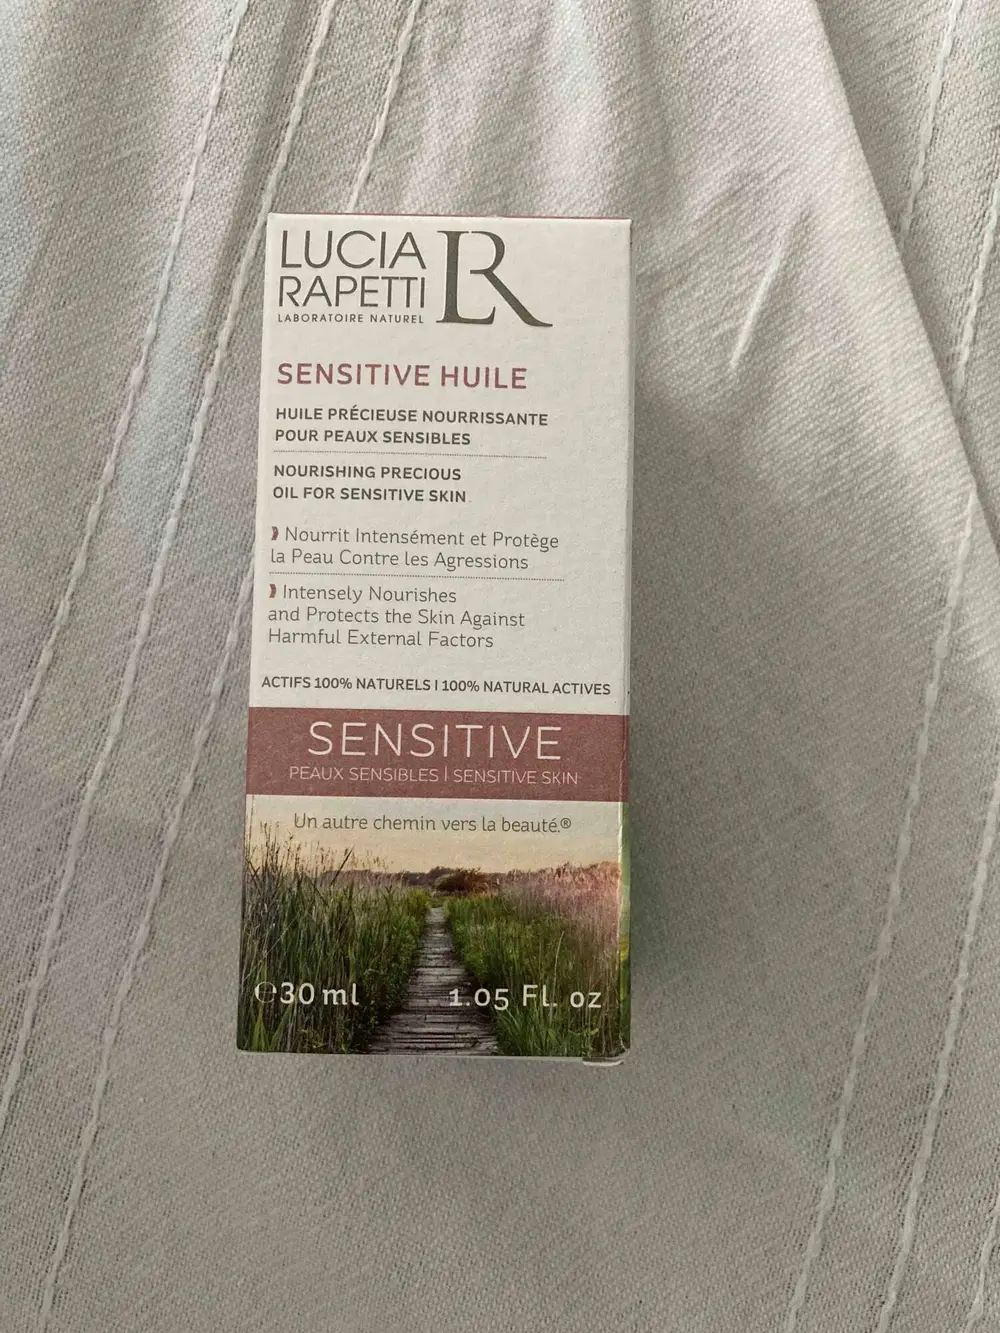 LUCIA
RAPETTI
LABORATOIRE NATUREL
LR
SENSITIVE HUILE
HUILE PRÉCIEUSE NOURRISSANTE
POUR PEAUX SENSIBLES
NOURISHING PRECIOUS
OIL FOR SENSITIVE SKIN
Nourrit Intensément et Protège
la Peau Contre les Agressions
Intensely Nourishes
and Protects the Skin Against
Harmful External Factors
ACTIFS 100% NATURELS I 100% NATURAL ACTIVES
SENSITIVE
PEAUX SENSIBLES | SENSITIVE SKIN
Un autre chemin vers la beauté.®
℮30 ml 1.05 Fl. oz